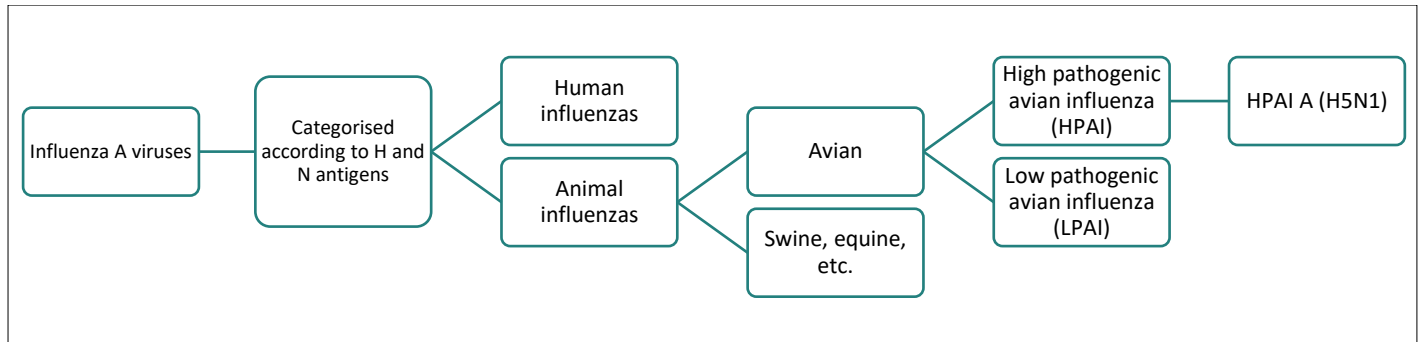 Influenza A viruses
Categorised
according to H and
N antigens
Human
influenzas
Animal
influenzas
Avian
Swine, equine,
etc.
High pathogenic
avian influenza
(HPAI)
Low pathogenic
avian influenza
(LPAI)
HPAI A (H5N1)